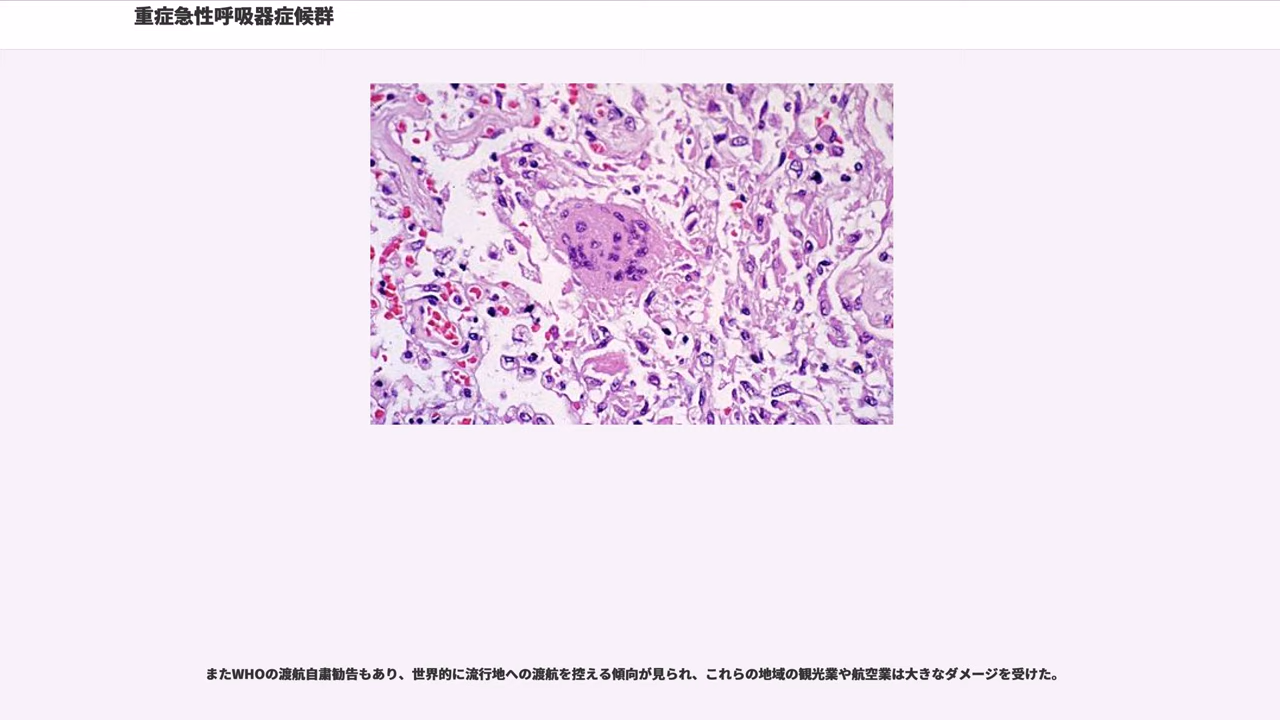 重症急性呼吸器症候群
またWHOの渡航自粛勧告もあり、世界的に流行地への渡航を控える傾向が見られ、これらの地域の観光業や航空業は大きなダメージを受けた。